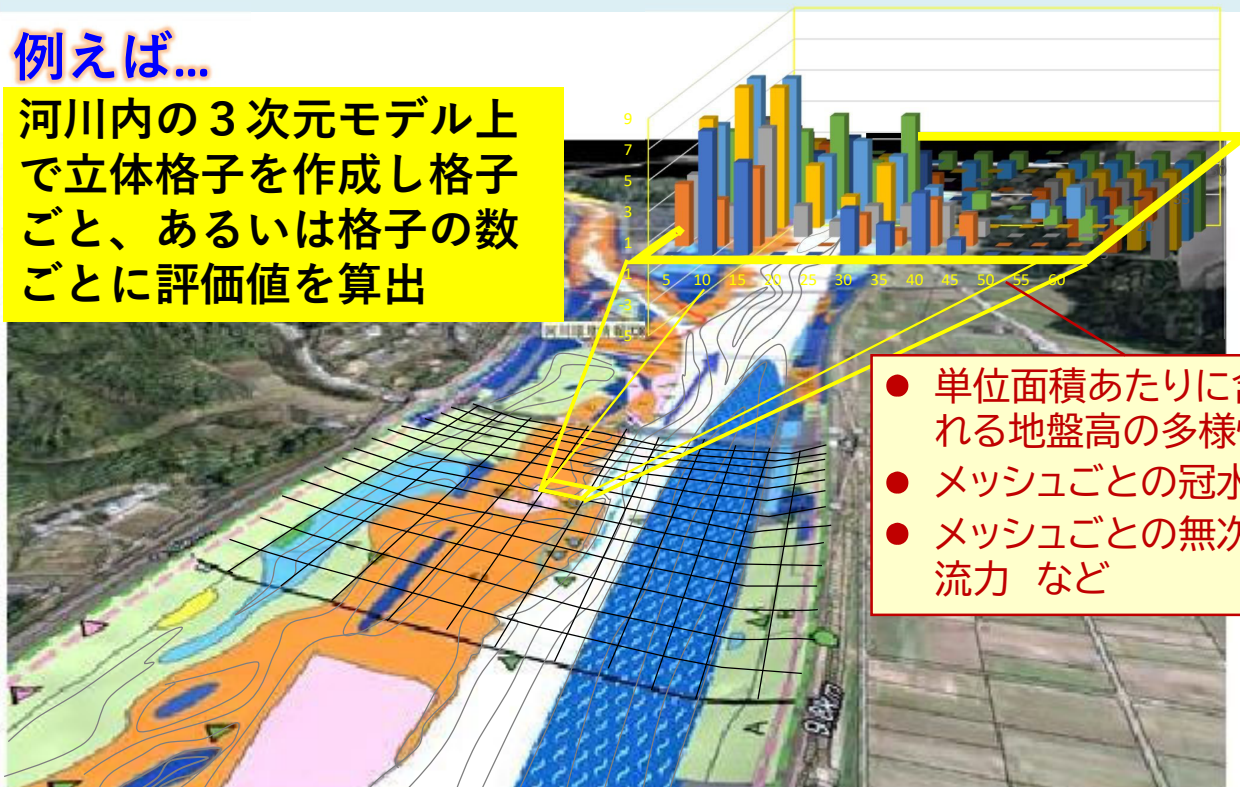 例えば…
河川内の３次元モデル上
で立体格子を作成し格子
ごと、あるいは格子の数
ごとに評価値を算出
9
7
5
3
1
5 10 15 20 25 30 35 40 45 50 55 60
● 単位面積あたりに
れる地盤高の多様
● メッシュごとの冠水
● メッシュごとの無次
流力 など
9.8km
A